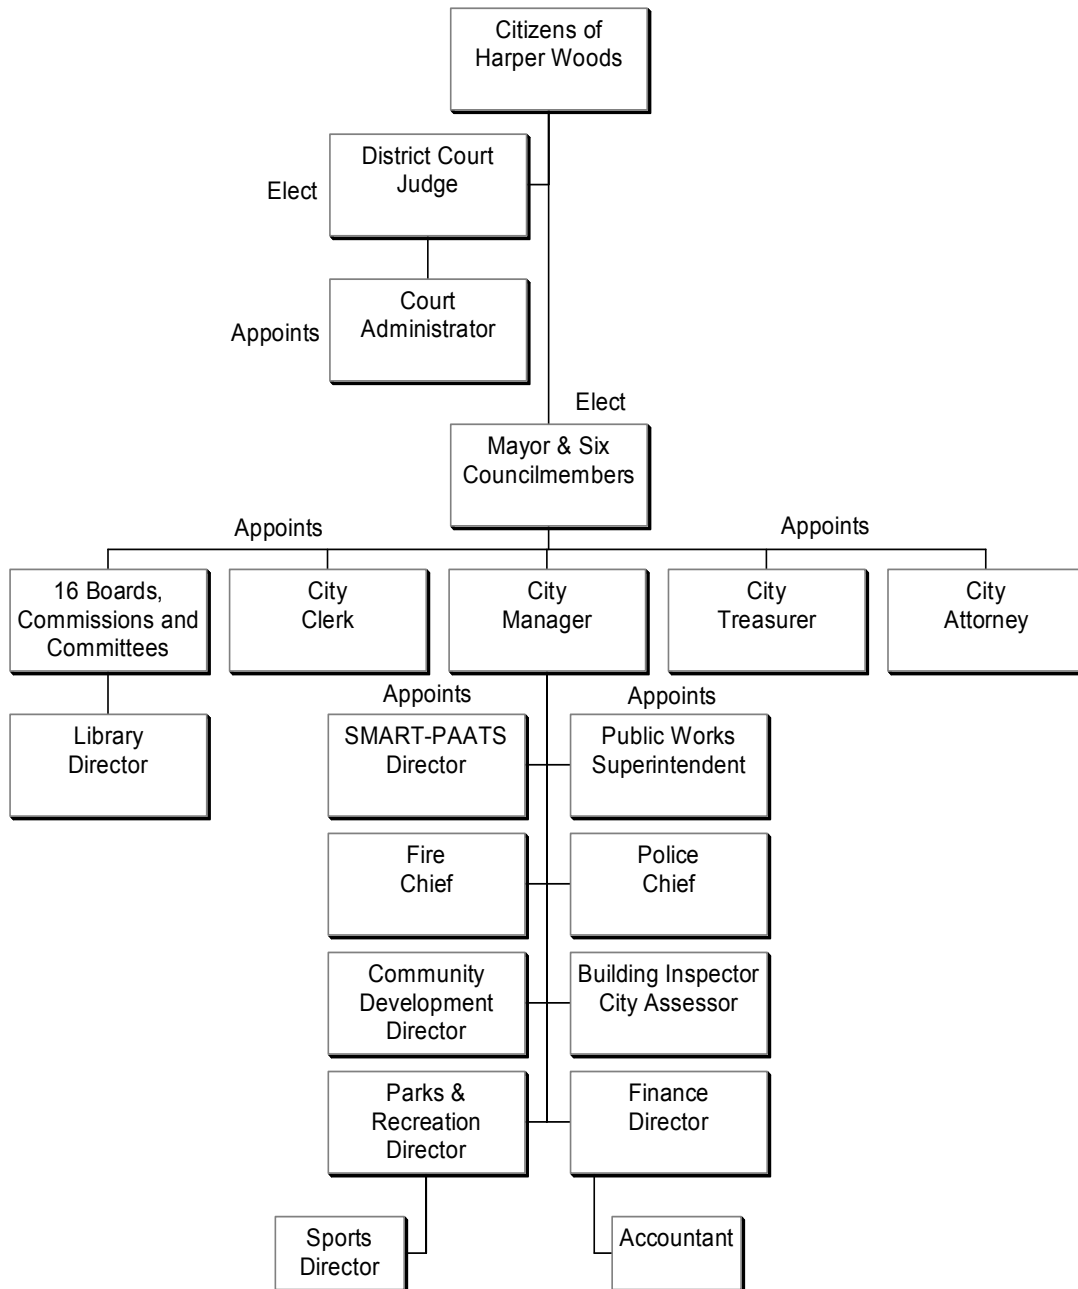 Citizens of
Harper Woods
District Court
Judge
Elect
Court
Administrator
Appoints
Elect
Mayor & Six
Councilmembers
Appoints
Appoints
16 Boards,
Commissions and
Committees
City
Clerk
City
Manager
City
Treasurer
City
Attorney
Appoints
Appoints
Library
Director
SMART-PAATS
Director
Public Works
Superintendent
Fire
Chief
Police
Chief
Community
Development
Director
Building Inspector
City Assessor
Parks &
Recreation
Director
Finance
Director
Sports
Director
Accountant